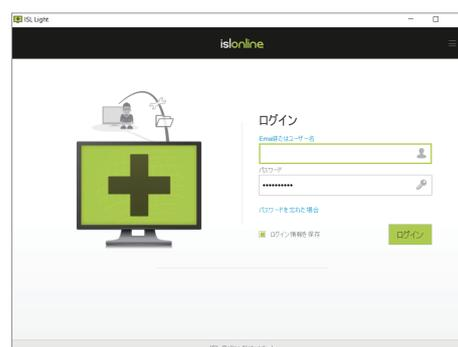 ISL Light
islonline
ログイン
Emailまたはユーザー名
パスワード
••••••••••
パスワードを忘れた場合
ログイン情報を保存
ログイン